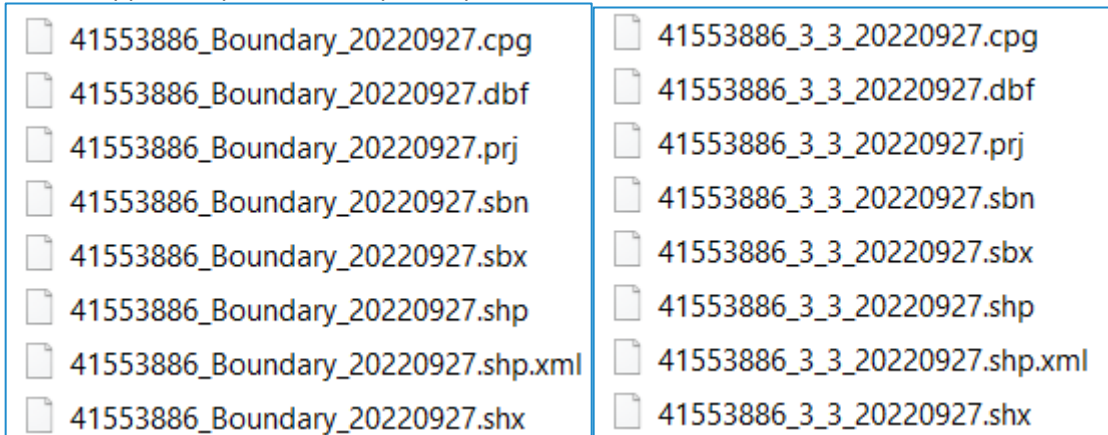 41553886_Boundary_20220927.cpg
41553886_Boundary_20220927.dbf
41553886_Boundary_20220927.prj
41553886_Boundary_20220927.sbn
41553886_Boundary_20220927.sbx
41553886_Boundary_20220927.shp
41553886_Boundary_20220927.shp.xml
41553886_Boundary_20220927.shx
41553886_3_3_20220927.cpg
41553886_3_3_20220927.dbf
41553886_3_3_20220927.prj
41553886_3_3_20220927.sbn
41553886_3_3_20220927.sbx
41553886_3_3_20220927.shp
41553886_3_3_20220927.shp.xml
41553886_3_3_20220927.shx